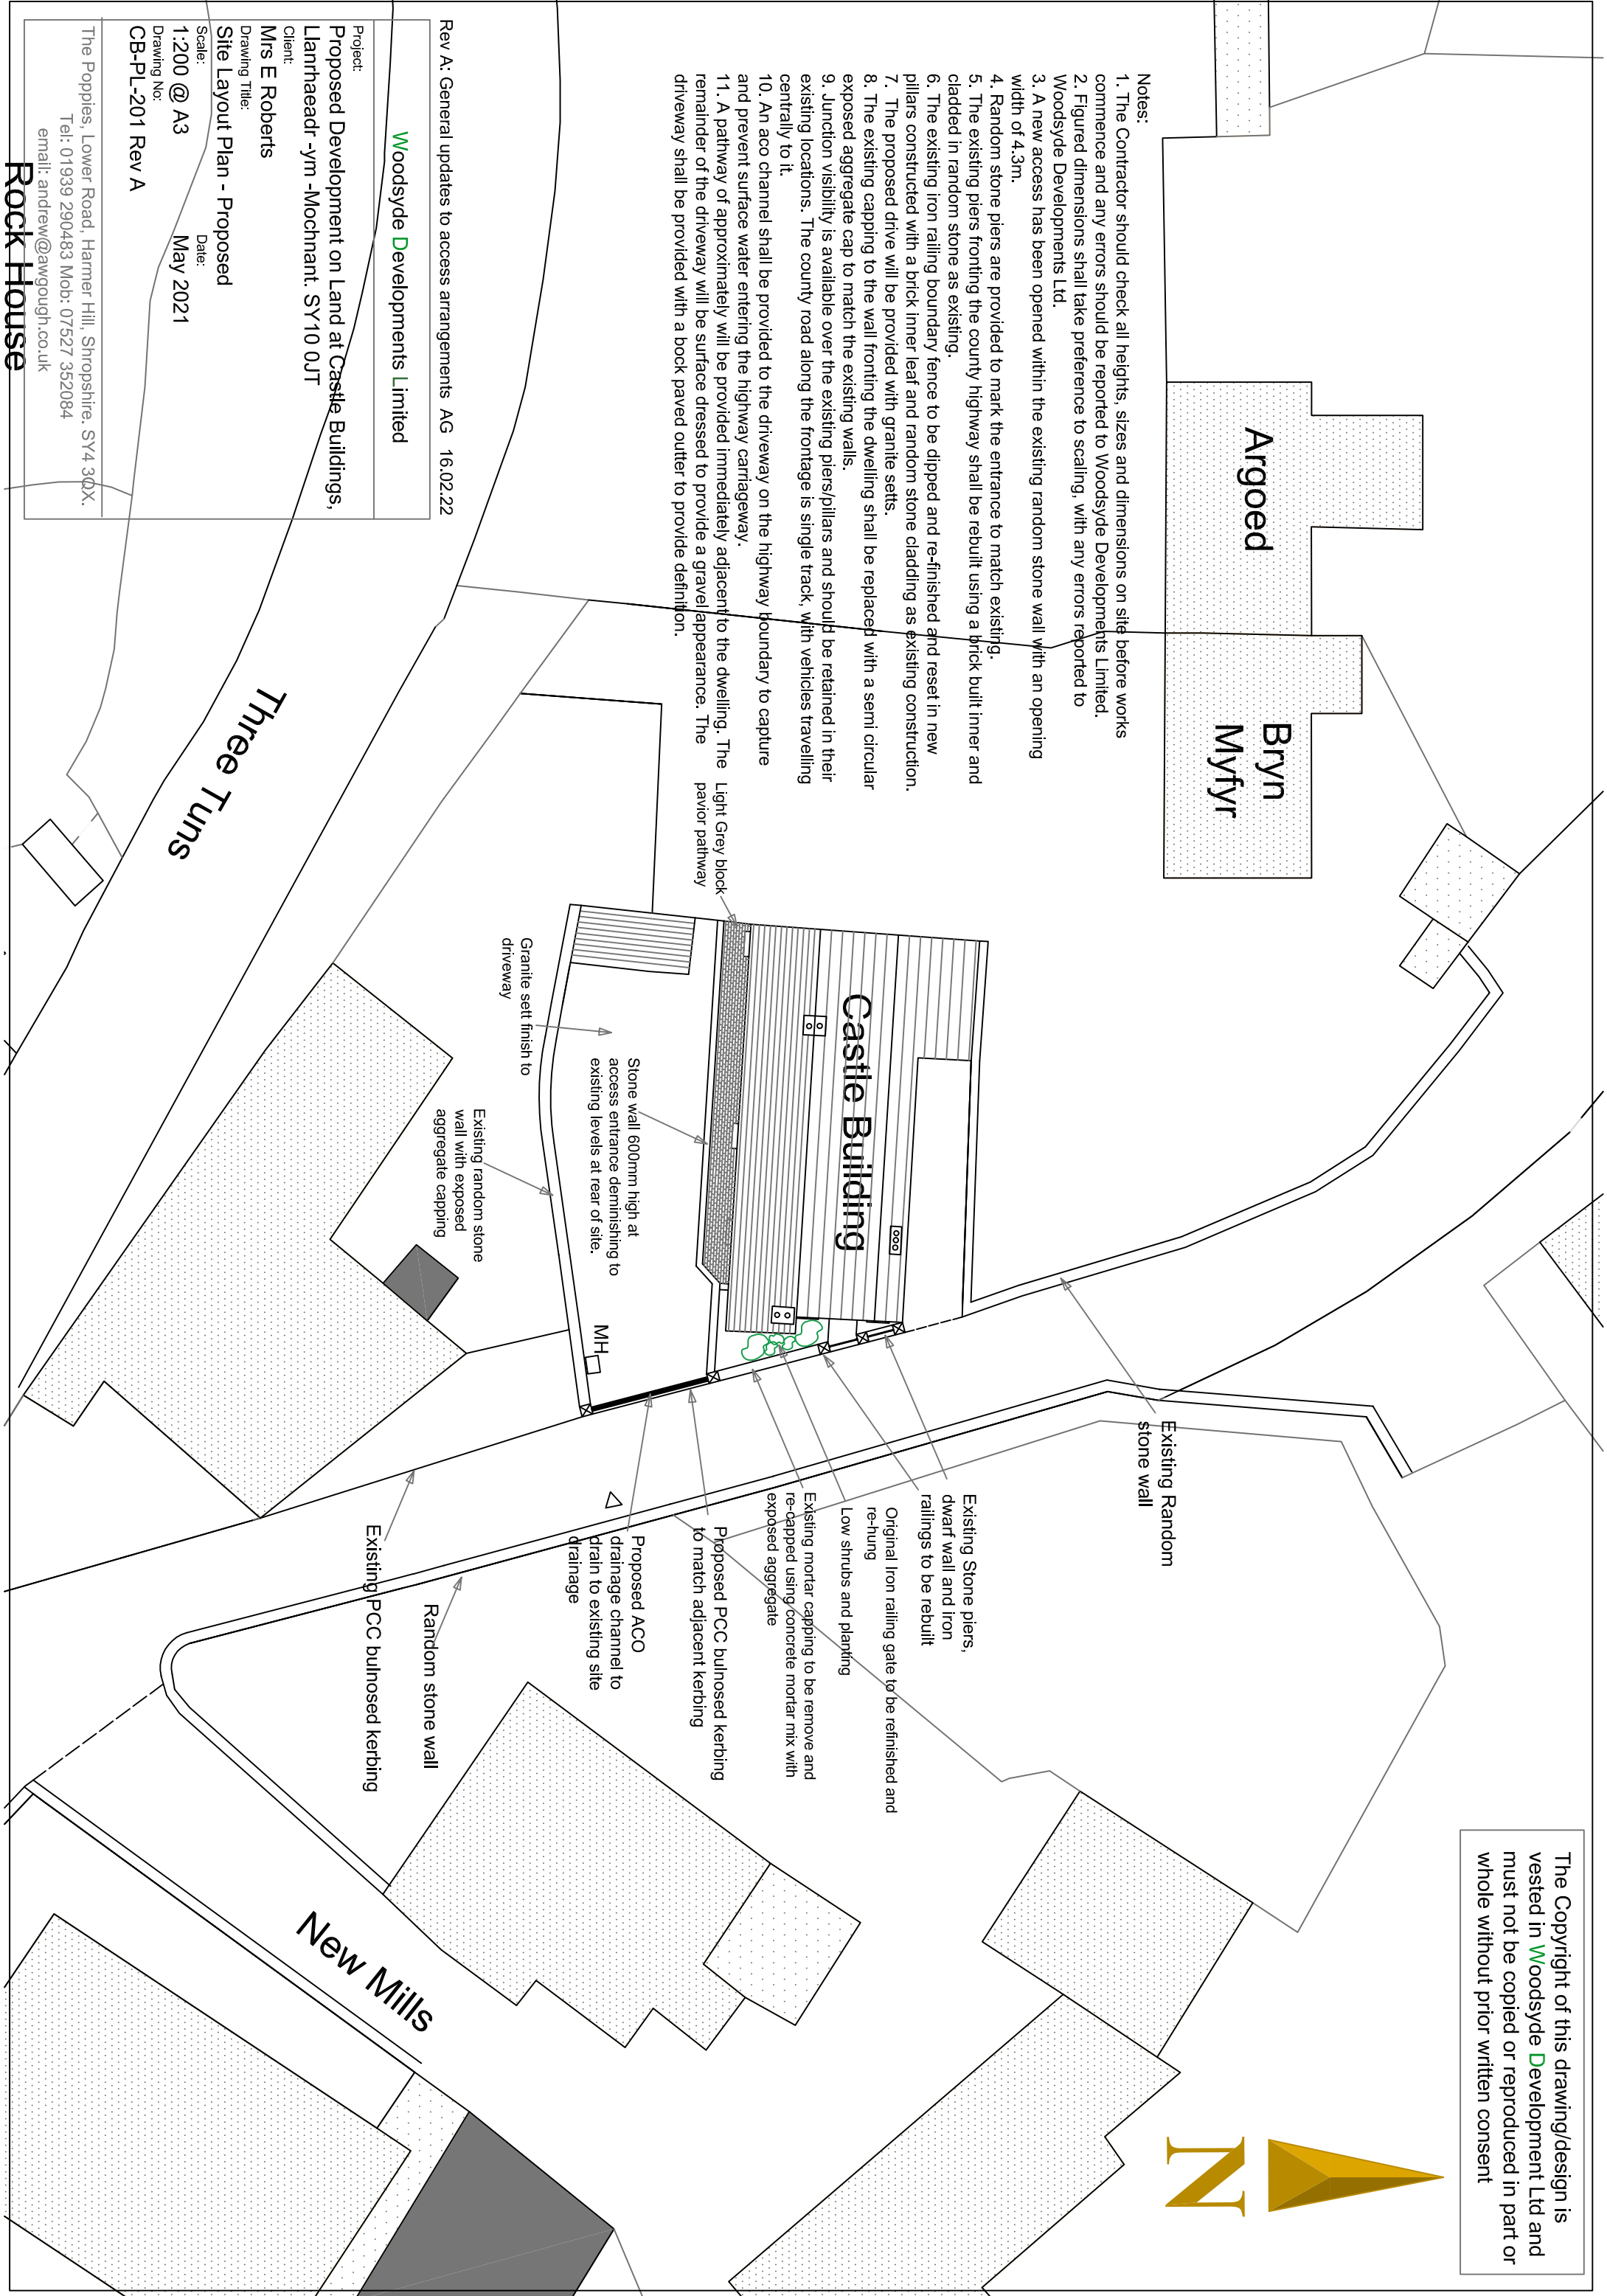 The Copyright of this drawing/design is
vested in Woodsyde Development Ltd and
must not be copied or reproduced in part or
whole without prior written consent
N
Argoed
Bryn
Myfyr
Notes:
1. The Contractor should check all heights, sizes and dimensions on site before works
commence and any errors should be reported to Woodsyde Developments Limited.
2. Figured dimensions shall take preference to scaling, with any errors reported to
Woodsyde Developments Ltd.
3. A new access has been opened within the existing random stone wall with an opening
width of 4.3m.
4. Random stone piers are provided to mark the entrance to match existing.
5. The existing piers fronting the county highway shall be rebuilt using a brick built inner and
cladded in random stone as existing.
6. The existing iron railing boundary fence to be dipped and re-finished and reset in new
pillars constructed with a brick inner leaf and random stone cladding as existing construction.
7. The proposed drive will be provided with granite setts.
8. The existing capping to the wall fronting the dwelling shall be replaced with a semi circular
exposed aggregate cap to match the existing walls.
9. Junction visibility is available over the existing piers/pillars and should be retained in their
existing locations. The county road along the frontage is single track, with vehicles travelling
centrally to it.
10. An aco channel shall be provided to the driveway on the highway boundary to capture
and prevent surface water entering the highway carriageway.
11. A pathway of approximately will be provided immediately adjacent to the dwelling. The
remainder of the driveway will be surface dressed to provide a gravel appearance. The
driveway shall be provided with a bock paved outter to provide definition.
Castle Building
Light Grey block
pavior pathway
Granite sett finish to
driveway
Stone wall 600mm high at
access entrance deminishing to
existing levels at rear of site.
Existing random stone
wall with exposed
aggregate capping
MH
Existing Random
stone wall
Existing Stone piers,
dwarf wall and iron
railings to be rebuilt
Original Iron railing gate to be refinished and
re-hung
Low shrubs and planting
Existing mortar capping to be remove and
re-capped using concrete mortar mix with
exposed aggregate
Proposed PCC bulnosed kerbing
to match adjacent kerbing
Proposed ACO
drainage channel to
drain to existing site
drainage
Random stone wall
Existing PCC bulnosed kerbing
Three Tuns
New Mills
Rev A: General updates to access arrangements AG 16.02.22
Woodsyde Developments Limited
Project:
Proposed Development on Land at Castle Buildings,
Llanrhaeadr -ym -Mochnant. SY10 0JT
Client:
Mrs E Roberts
Drawing Title:
Site Layout Plan - Proposed
Scale:
Date:
1:200 @ A3
May 2021
Drawing No:
CB-PL-201 Rev A
The Poppies, Lower Road, Harmer Hill, Shropshire. SY4 3QX.
Tel: 01939 290483 Mob: 07527 352084
email: andrew@awgough.co.uk
Rock House